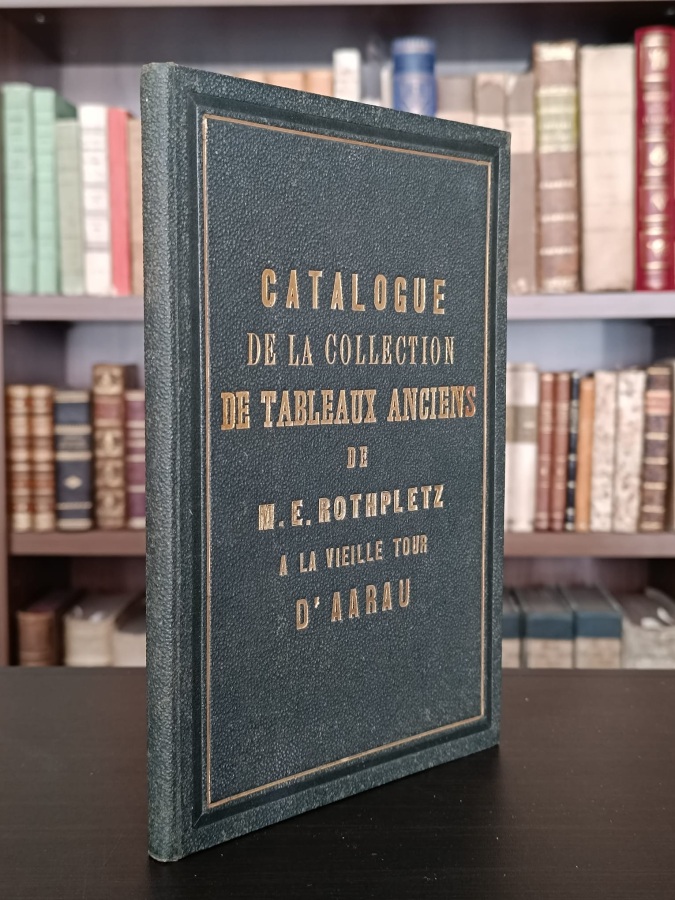 CATALOGUE
DE LA COLLECTION
DE TABLEAUX ANCIENS
DE
M. E. ROTHPLETZ
A LA VIEILLE TOUR
D'AARAU